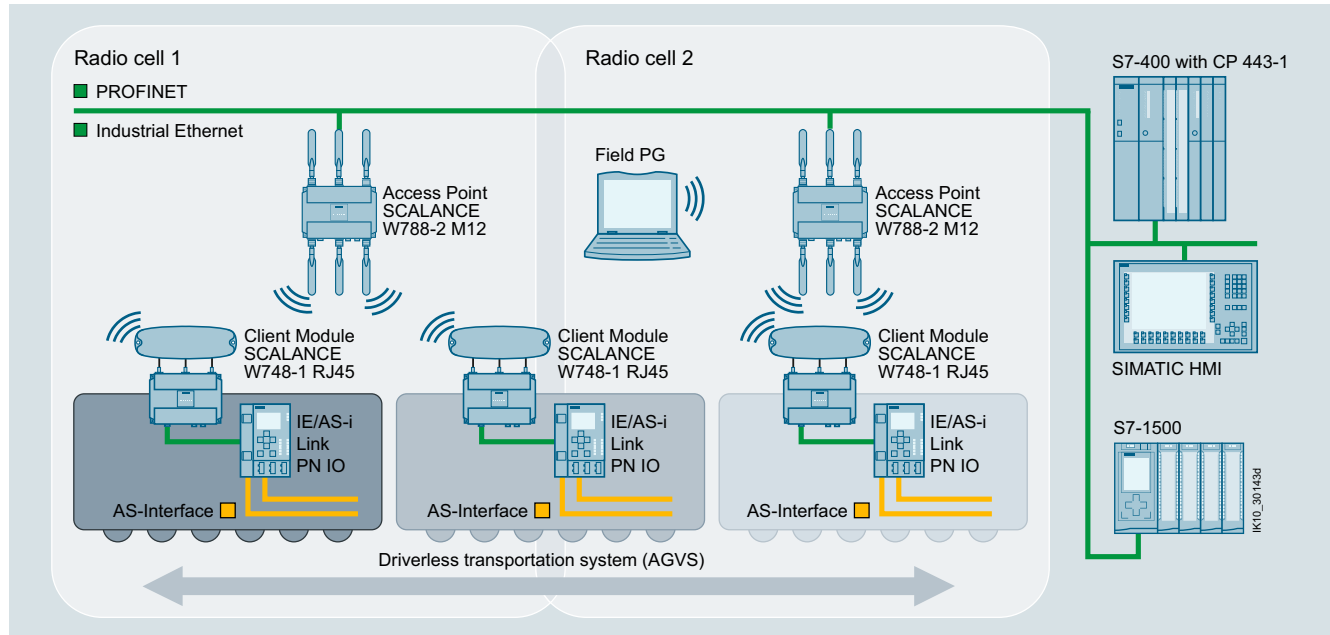 Radio cell 1
Radio cell 2
PROFINET
Industrial Ethernet
S7-400 with CP 443-1
Field PG
Access Point
SCALANCE
W788-2 M12
Access Point
SCALANCE
W788-2 M12
Client Module
SCALANCE
W748-1 RJ45
Client Module
SCALANCE
W748-1 RJ45
Client Module
SCALANCE
W748-1 RJ45
SIMATIC HMI
IE/AS-i
Link
PN IO
AS-Interface
IE/AS-i
Link
PN IO
AS-Interface
IE/AS-i
Link
PN IO
AS-Interface
S7-1500
IK10_30143d
Driverless transportation system (AGVS)